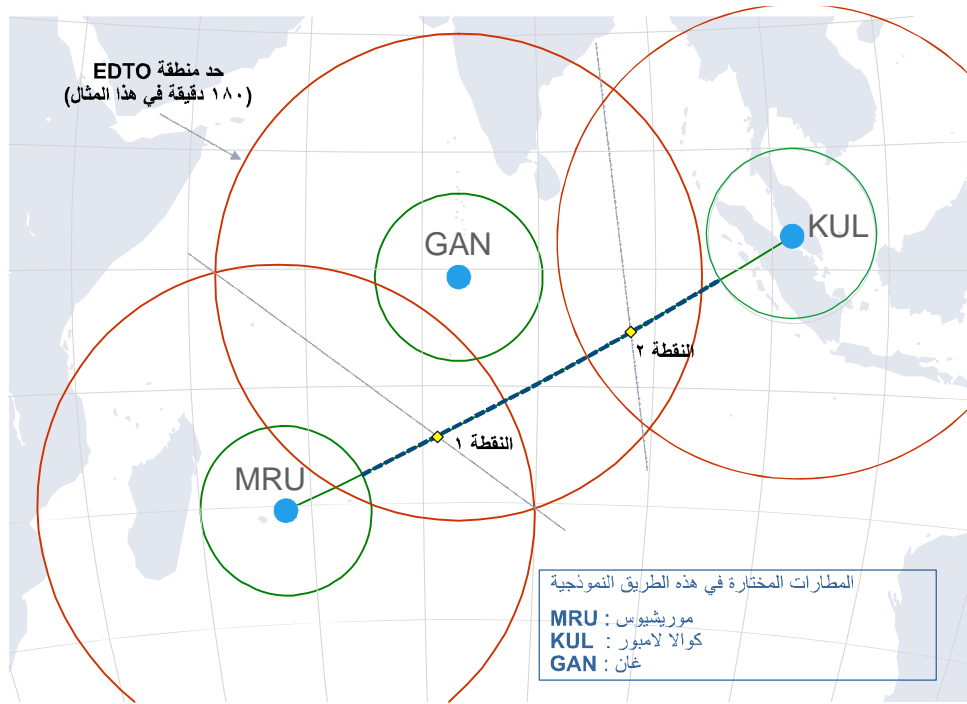 حد منطقة EDTO
(١٨٠ دقيقة في هذا المثال)
KUL
GAN
النقطة ٢
النقطة ١
MRU
المطارات المختارة في هذه الطريق النموذجية
MRU : موريشيوس
KUL : كوالا لامبور
GAN : غان